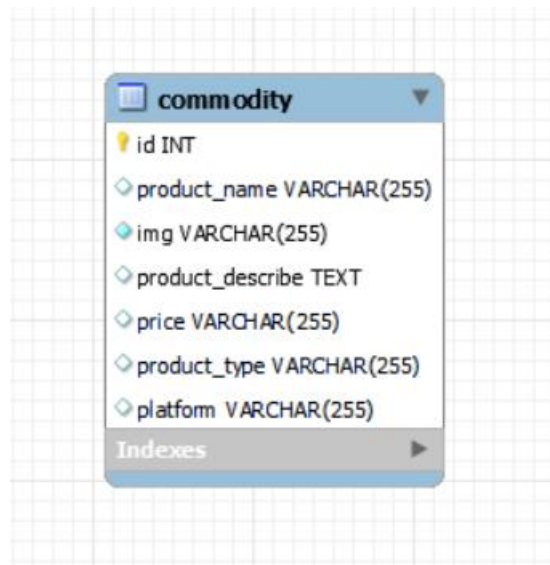 commodity
id INT
product_name VARCHAR(255)
img VARCHAR(255)
product_describe TEXT
price VARCHAR(255)
product_type VARCHAR(255)
platform VARCHAR(255)
Indexes